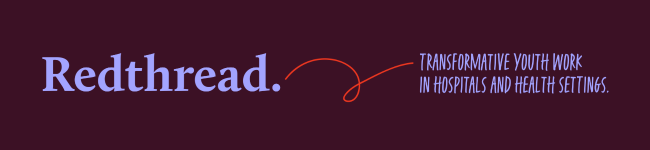 Redthread.
TRANSFORMATIVE YOUTH WORK
IN HOSPITALS AND HEALTH SETTINGS.